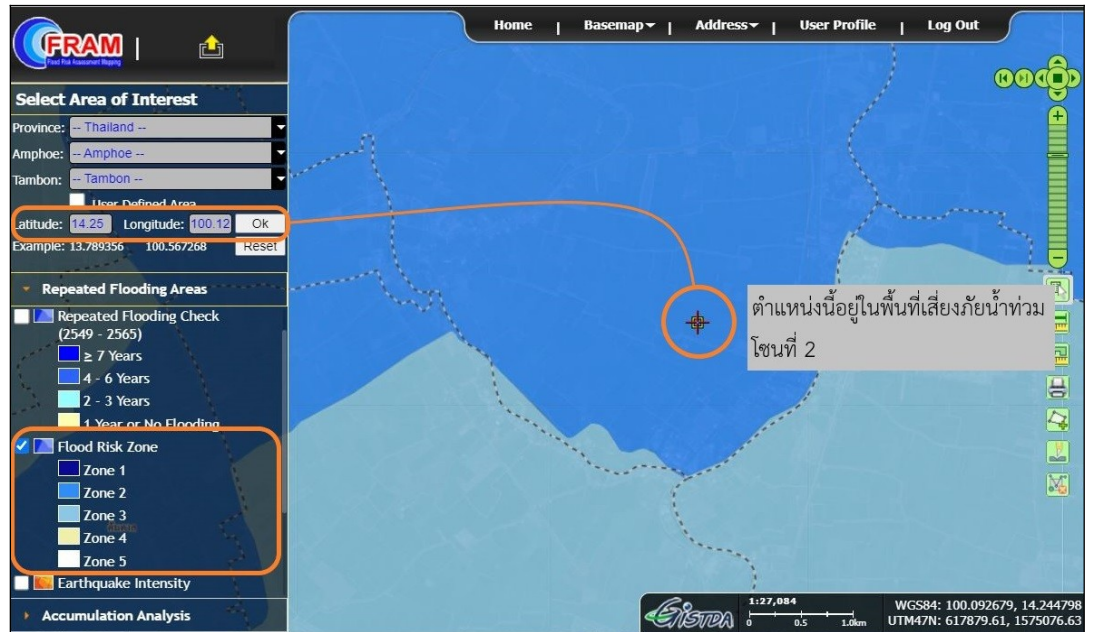 FRAM
Home | Basemap | Address | User Profile | Log Out
Select Area of Interest
Province: -- Thailand --
Amphoe: -- Amphoe --
Tambon: -- Tambon --
User Defined Area
Latitude: 14.25 Longitude: 100.12 Ok
Example: 13.789356 100.567268 Reset
Repeated Flooding Areas
Repeated Flooding Check
(2549 - 2565)
≥ 7 Years
4 - 6 Years
2 - 3 Years
1 Year or No Flooding
Flood Risk Zone
Zone 1
Zone 2
Zone 3
Zone 4
Zone 5
Earthquake Intensity
Accumulation Analysis
ตำแหน่งนี้อยู่ในพื้นที่เสี่ยงภัยน้ำท่วม
โซนที่ 2
GISTDA
1:27,084
0 0.5 1.0km
WGS84: 100.092679, 14.244798
UTM47N: 617879.61, 1575076.63